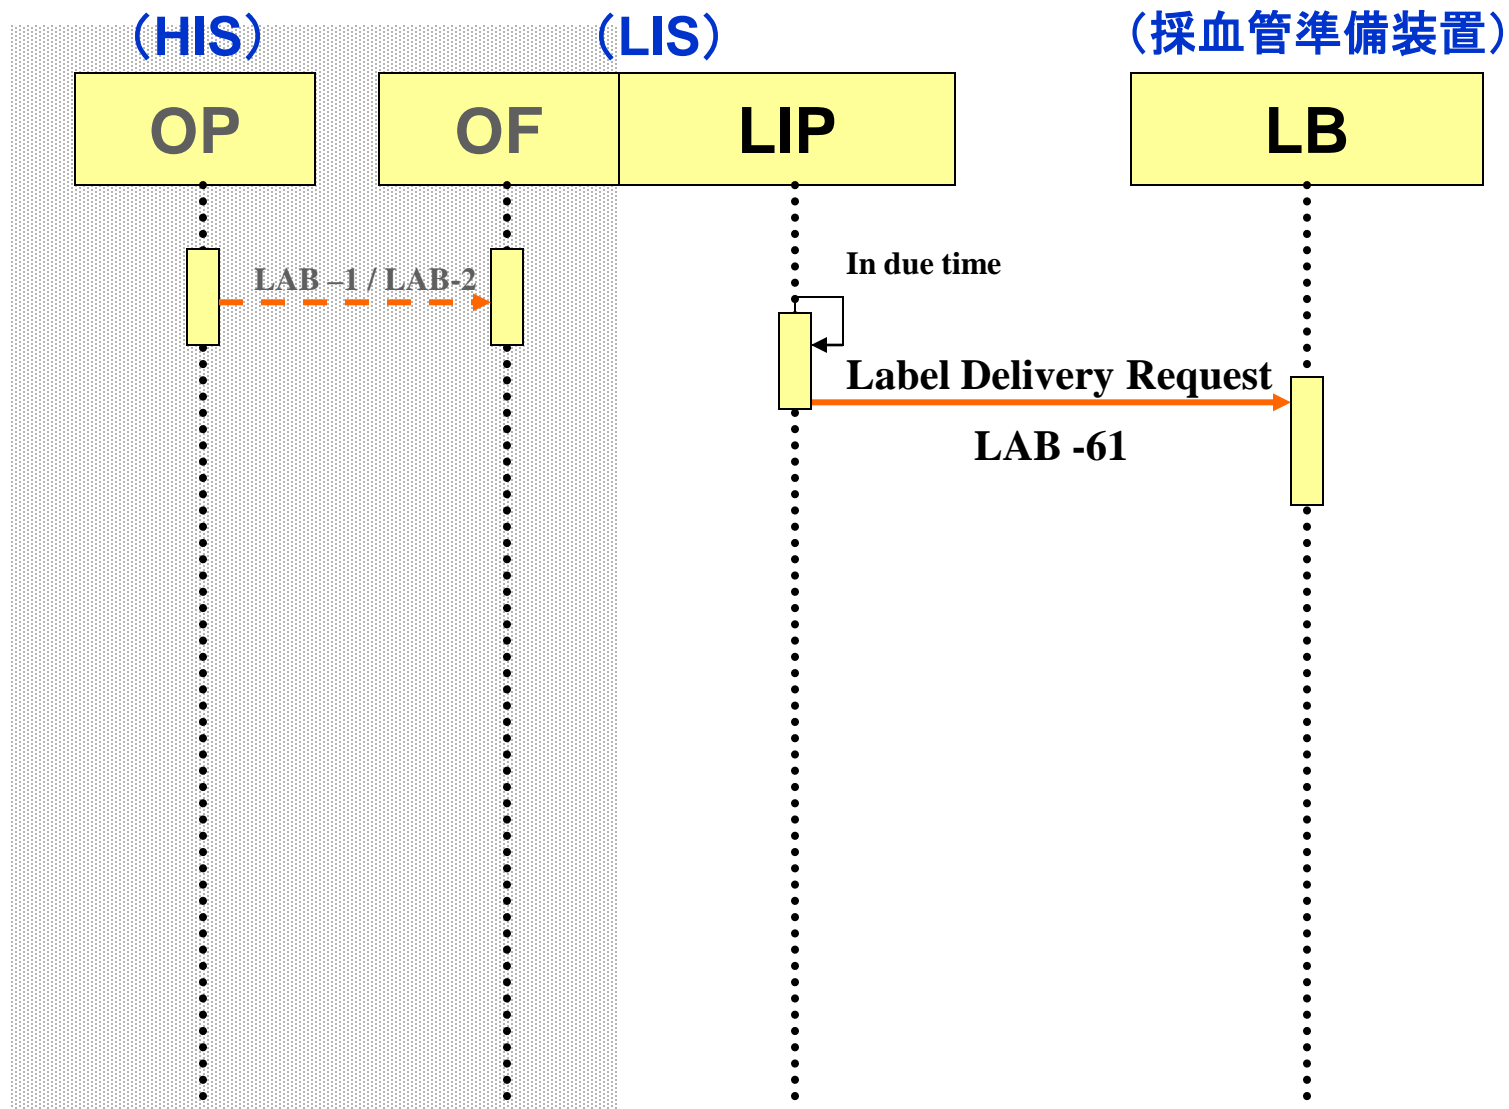 （HIS）
（LIS）
（採血管準備装置）
OP
OF
LIP
LB
In due time
LAB –1 / LAB-2
Label Delivery Request
LAB -61